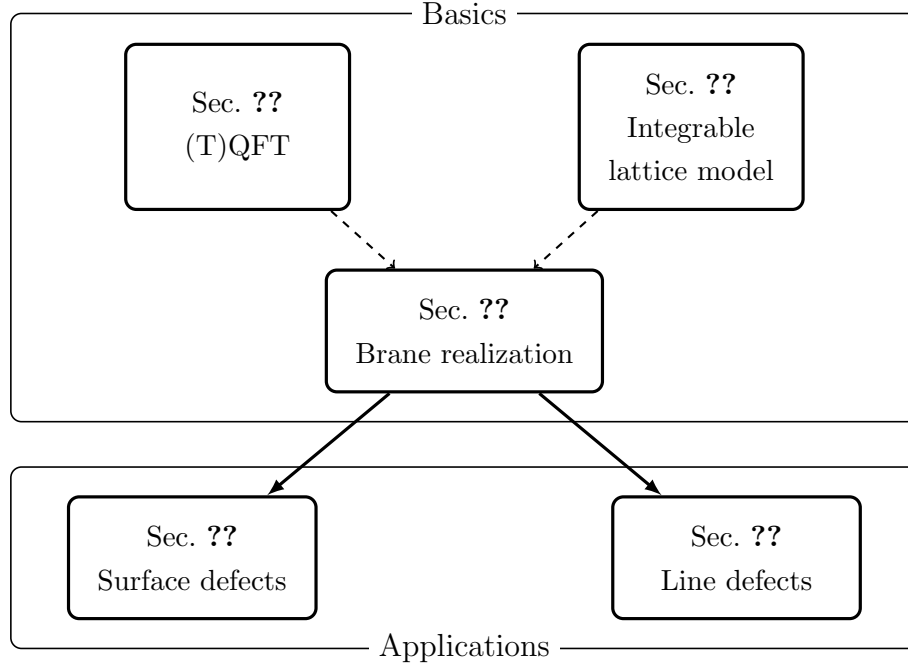 Basics
Sec. ??
(T)QFT
Sec. ??
Integrable
lattice model
Sec. ??
Brane realization
Sec. ??
Surface defects
Sec. ??
Line defects
Applications